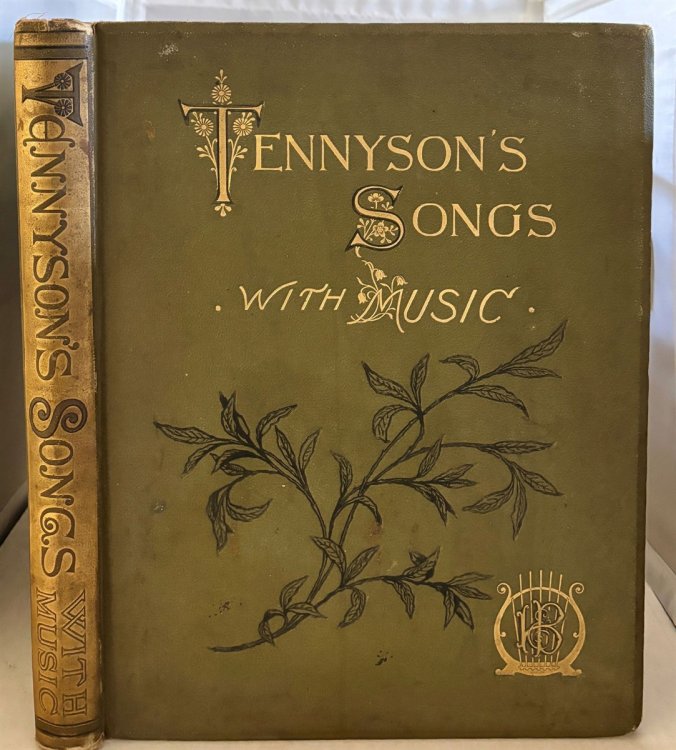 TENNYSON'S SONGS WITH MUSIC
TENNYSON'S
SONGS
· WITH MUSIC ·